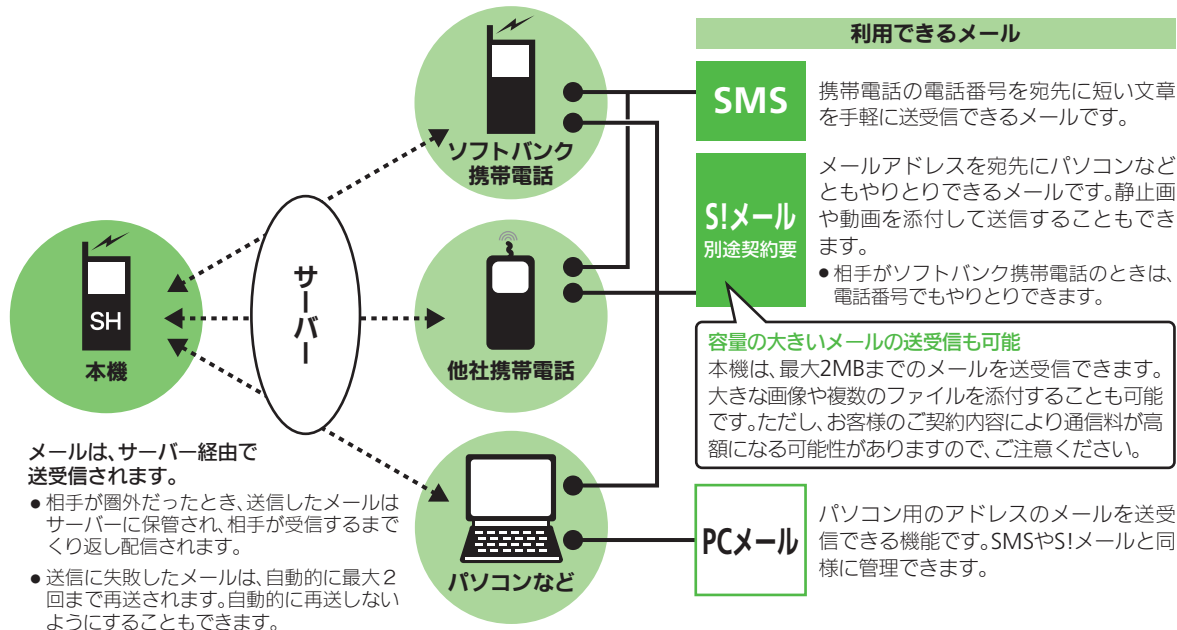 ソフトバンク
携帯電話
サーバー
SH
本機
他社携帯電話
パソコンなど
メールは、サーバー経由で
送受信されます。
●相手が圏外だったとき、送信したメールは
サーバーに保管され、相手が受信するまで
くり返し配信されます。
●送信に失敗したメールは、自動的に最大2
回まで再送されます。自動的に再送しない
ようにすることもできます。
利用できるメール
SMS
携帯電話の電話番号を宛先に短い文章
を手軽に送受信できるメールです。
S!メール
別途契約要
メールアドレスを宛先にパソコンなど
ともやりとりできるメールです。静止画
や動画を添付して送信することもでき
ます。
●相手がソフトバンク携帯電話のときは、
電話番号でもやりとりできます。
容量の大きいメールの送受信も可能
本機は、最大2MBまでのメールを送受信できます。
大きな画像や複数のファイルを添付することも可能
です。ただし、お客様のご契約内容により通信料が高
額になる可能性がありますので、ご注意ください。
PCメール
パソコン用のアドレスのメールを送受
信できる機能です。SMSやS!メールと同
様に管理できます。